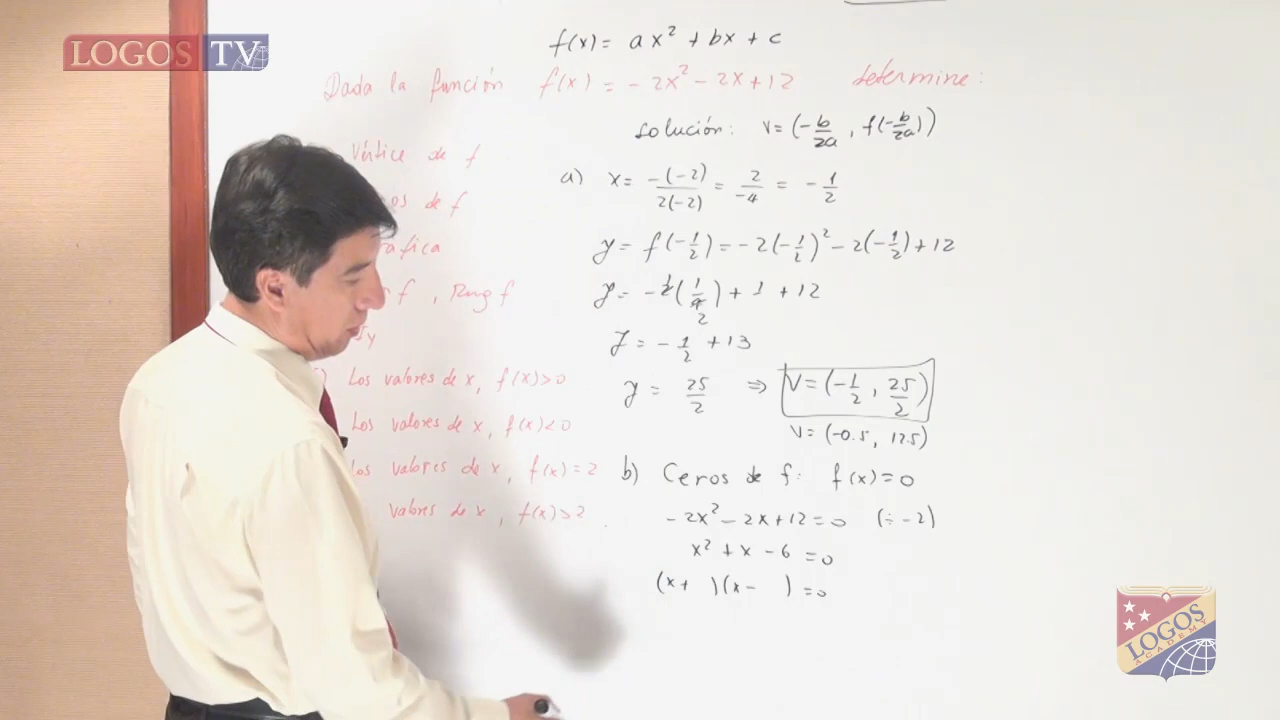 LOGOS TV
f(x) = ax² + bx + c
Dada la función f(x) = -2x² - 2x + 12 determine:
solución: V = (-b/2a, f(-b/2a))
Vértice de f
de f
a) x = -(-2)/2(-2) = 2/-4 = -1/2
y = f(-1/2) = -2(-1/2)² - 2(-1/2) + 12
f, Rng f
y = -2(1/4) + 1 + 12
1
2
y = -1/2 + 13
Los valores de x, f(x) > 0
y = 25/2 ⇒ V = (-1/2, 25/2)
Los valores de x, f(x) < 0
V = (-0.5, 12.5)
los valores de x, f(x) = 2
b) Ceros de f: f(x) = 0
valores de x, f(x) > 2
-2x² - 2x + 12 = 0 (÷ -2)
x² + x - 6 = 0
(x + )(x - ) = 0
LOGOS
ACADEMY